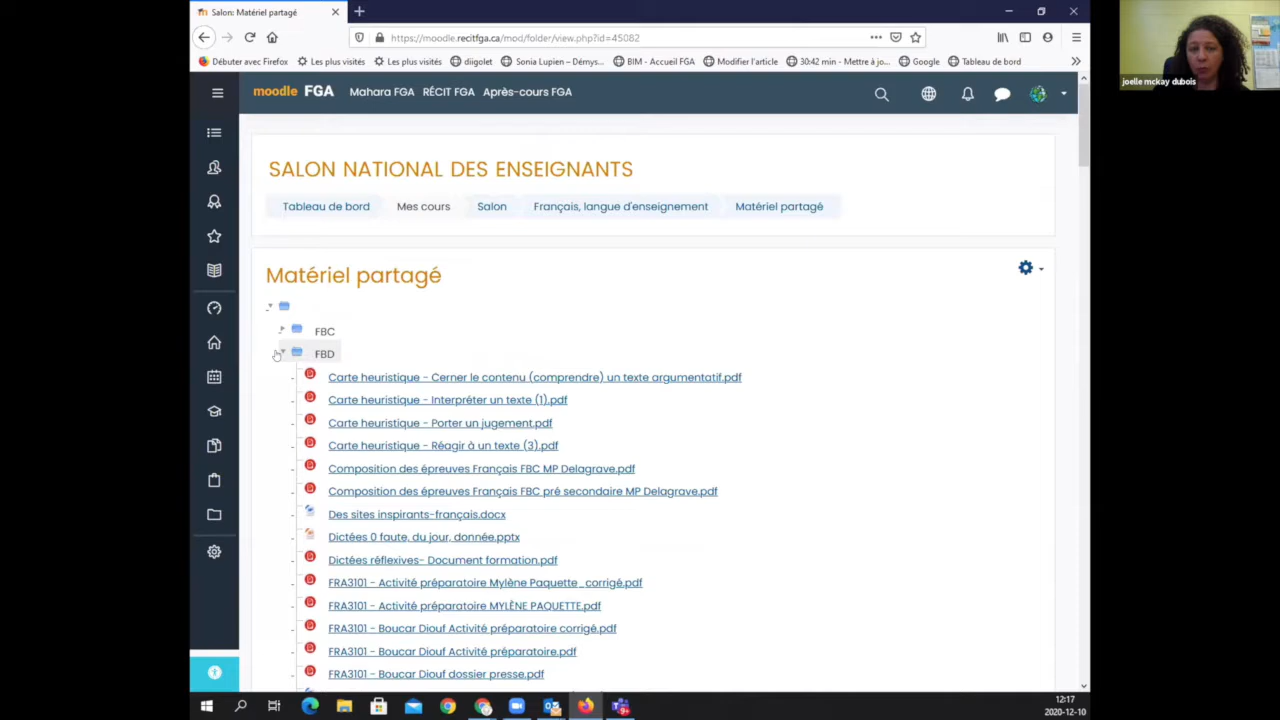 Salon: Matériel partagé
https://moodle.recitfga.ca/mod/folder/view.php?id=45082
Débuter avec Firefox Les plus visités Les plus visités diigolet Sonia Lupien – Démys... BIM - Accueil FGA Modifier l'article 30:42 min - Mettre à jo... Google Tableau de bord
joelle mckay dubois
moodle FGA Mahara FGA RÉCIT FGA Après-cours FGA
SALON NATIONAL DES ENSEIGNANTS
Tableau de bord Mes cours Salon Français, langue d'enseignement Matériel partagé
Matériel partagé
FBC
FBD
Carte heuristique - Cerner le contenu (comprendre) un texte argumentatif.pdf
Carte heuristique - Interpréter un texte (1).pdf
Carte heuristique - Porter un jugement.pdf
Carte heuristique - Réagir à un texte (3).pdf
Composition des épreuves Français FBC MP Delagrave.pdf
Composition des épreuves Français FBC pré secondaire MP Delagrave.pdf
Des sites inspirants-français.docx
Dictées 0 faute, du jour, donnée.pptx
Dictées réflexives- Document formation.pdf
FRA3101 - Activité préparatoire Mylène Paquette_corrigé.pdf
FRA3101 - Activité préparatoire MYLÈNE PAQUETTE.pdf
FRA3101 - Boucar Diouf Activité préparatoire corrigé.pdf
FRA3101 - Boucar Diouf Activité préparatoire.pdf
FRA3101 - Boucar Diouf dossier presse.pdf
12:17
2020-12-10